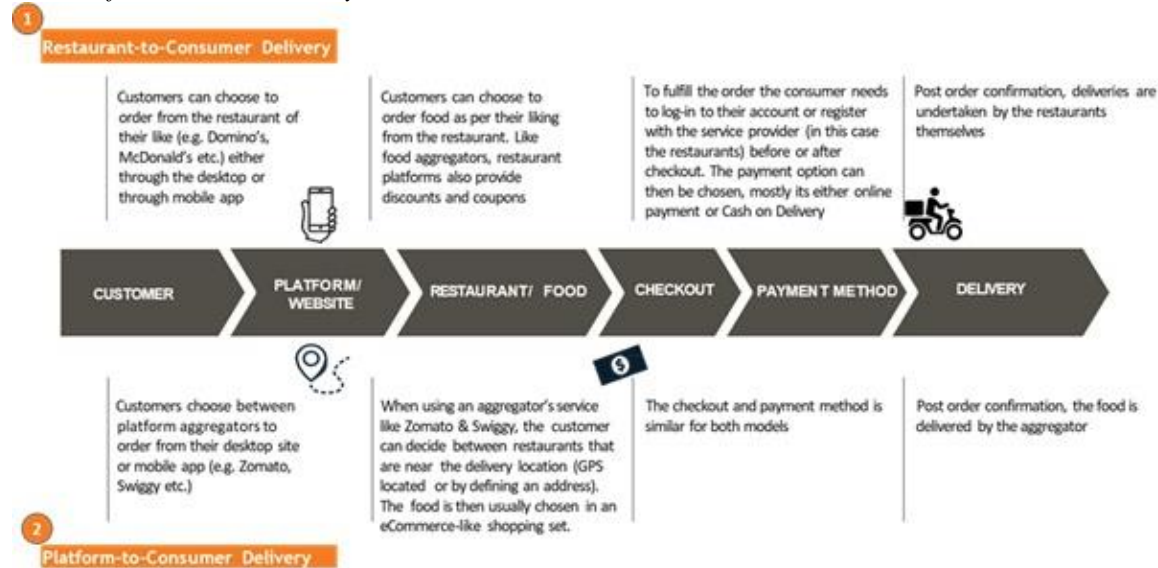 1
Restaurant-to-Consumer Delivery
Customers can choose to
order from the restaurant of
their like (e.g. Domino's,
McDonald's etc.) either
through the desktop or
through mobile app
Customers can choose to
order food as per their liking
from the restaurant. Like
food aggregators, restaurant
platforms also provide
discounts and coupons
To fulfill the order the consumer needs
to log-in to their account or register
with the service provider (in this case
the restaurants) before or after
checkout. The payment option can
then be chosen, mostly its either online
payment or Cash on Delivery
Post order confirmation, deliveries are
undertaken by the restaurants
themselves
CUSTOMER
PLATFORM/
WEBSITE
RESTAURANT/ FOOD
CHECKOUT
PAYMENT METHOD
DELIVERY
$
Customers choose between
platform aggregators to
order from their desktop site
or mobile app (e.g. Zomato,
Swiggy etc.)
When using an aggregator's service
like Zomato & Swiggy, the customer
can decide between restaurants that
are near the delivery location (GPS
located or by defining an address).
The food is then usually chosen in an
eCommerce-like shopping set.
The checkout and payment method is
similar for both models
Post order confirmation, the food is
delivered by the aggregator
2
Platform-to-Consumer Delivery